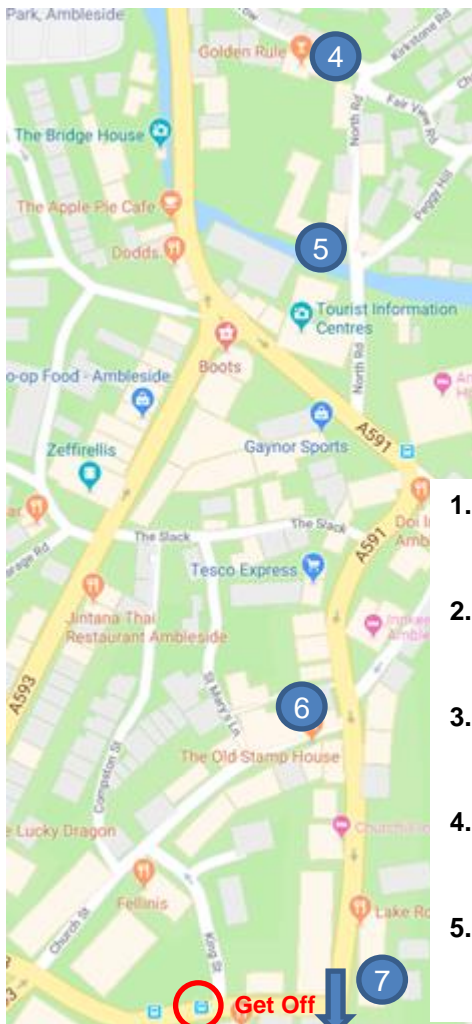 Park, Ambleside
Golden Rule
4
Kirkstone Rd
Fair View Rd
North Rd
The Bridge House
Peggy Hill
The Apple Pie Cafe
5
Dodds
Tourist Information
Centres
Boots
North Rd
o-op Food - Ambleside
Gaynor Sports
A591
Zeffirellis
1.
The Slack
The Slack
A591
Tesco Express
2.
Jintana Thai
Restaurant Ambleside
St Mary's Ln
A593
6
3.
The Old Stamp House
Compston St
e Lucky Dragon
4.
Fellinis
Church St
King St
5.
7
Get Off